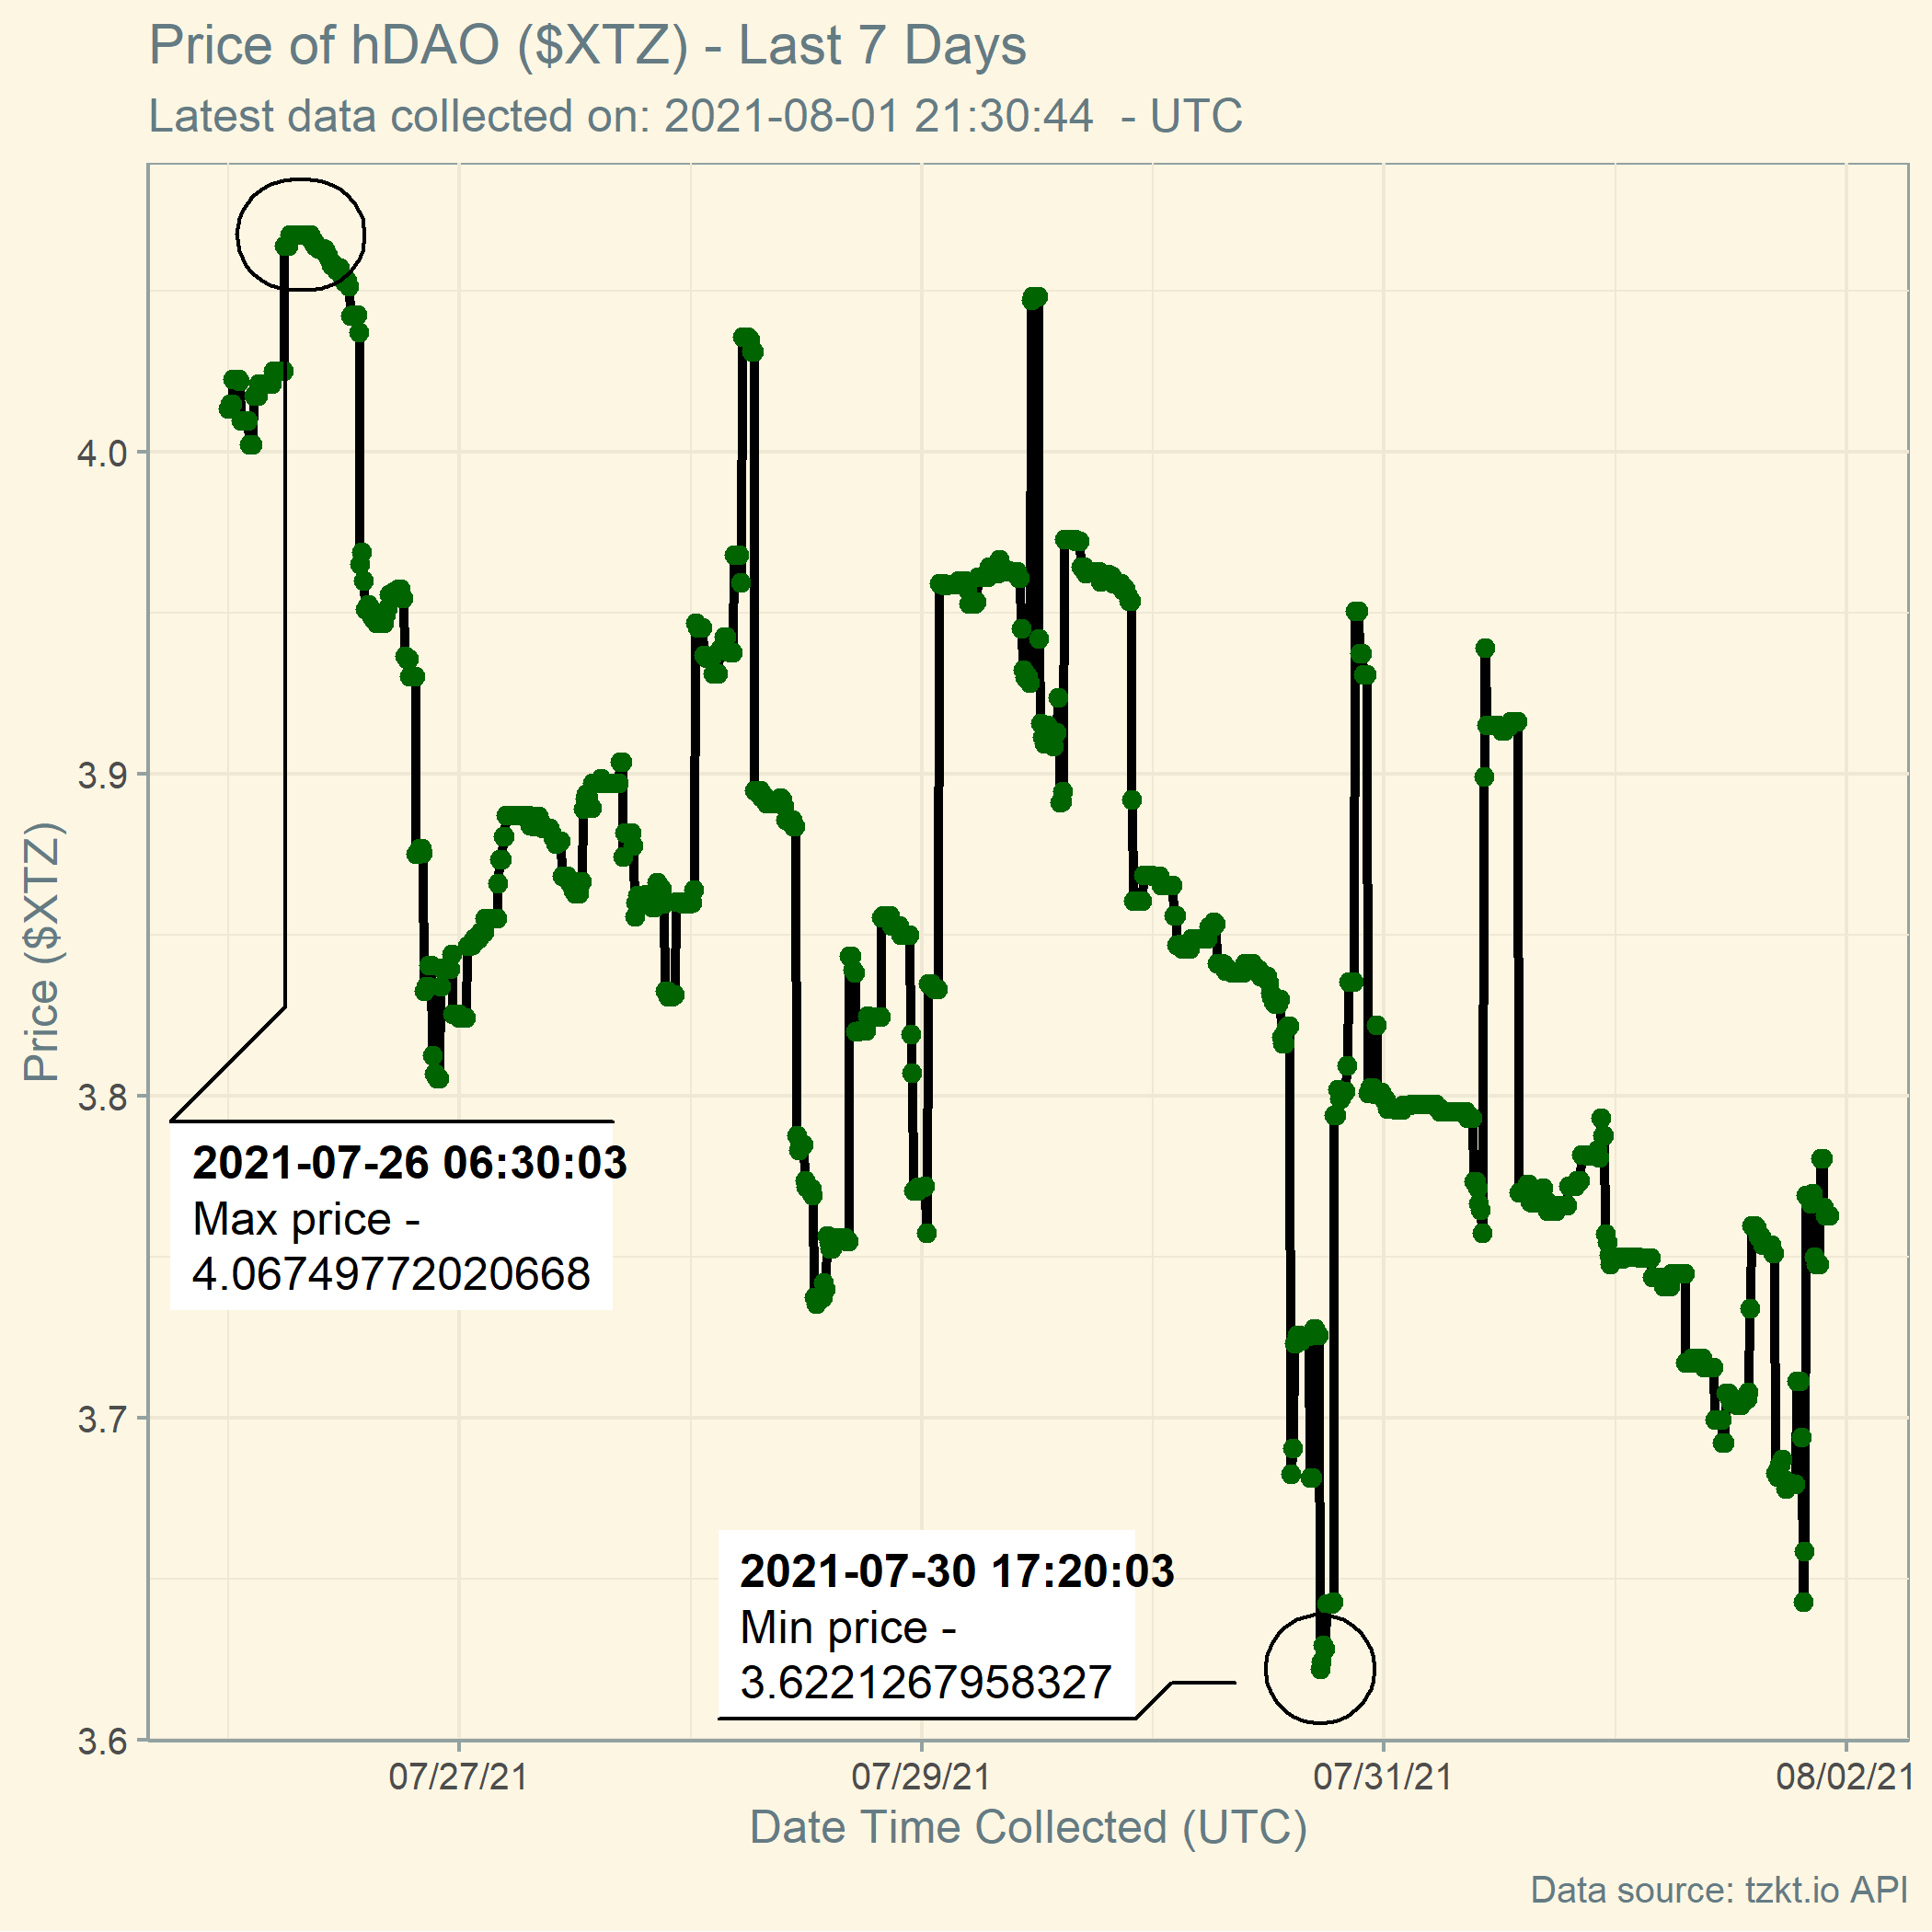 Price of hDAO ($XTZ) - Last 7 Days
Latest data collected on: 2021-08-01 21:30:44  - UTC
Price ($XTZ)
4.0
3.9
3.8
3.7
3.6
2021-07-26 06:30:03
Max price -
4.06749772020668
2021-07-30 17:20:03
Min price -
3.6221267958327
07/27/21
07/29/21
07/31/21
08/02/21
Date Time Collected (UTC)
Data source: tzkt.io API